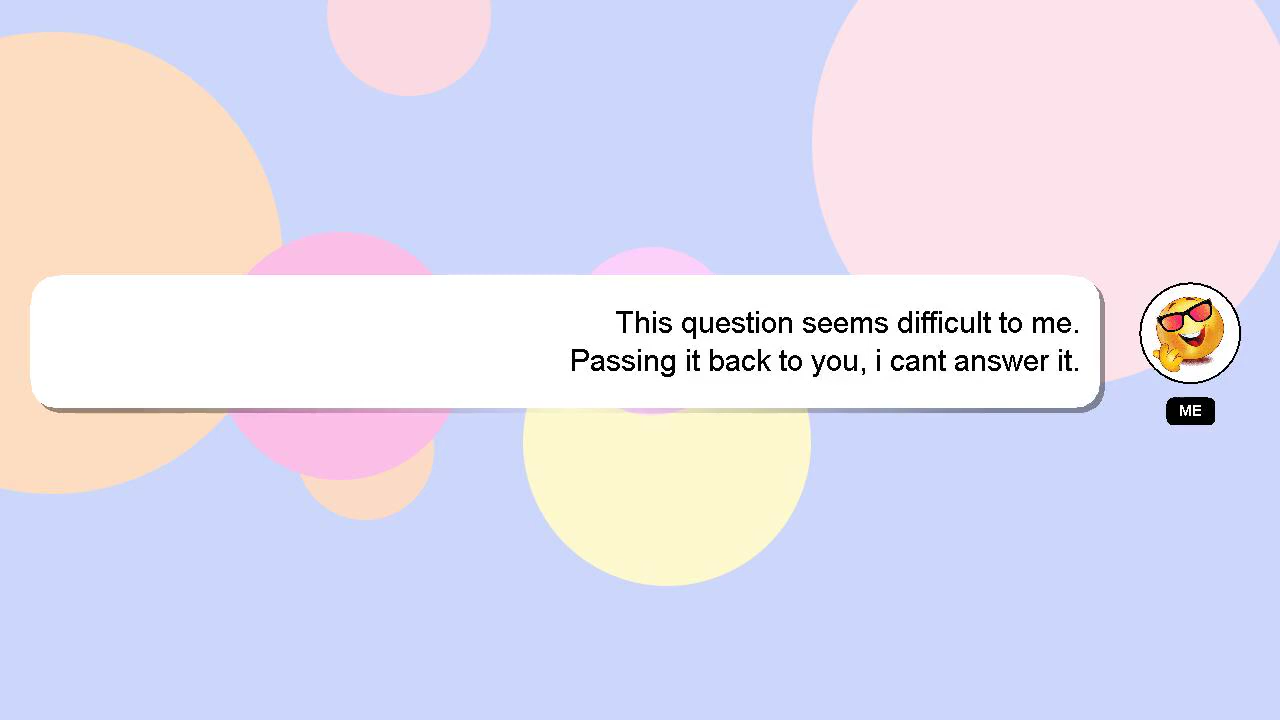 This question seems difficult to me.
Passing it back to you, i cant answer it.
ME